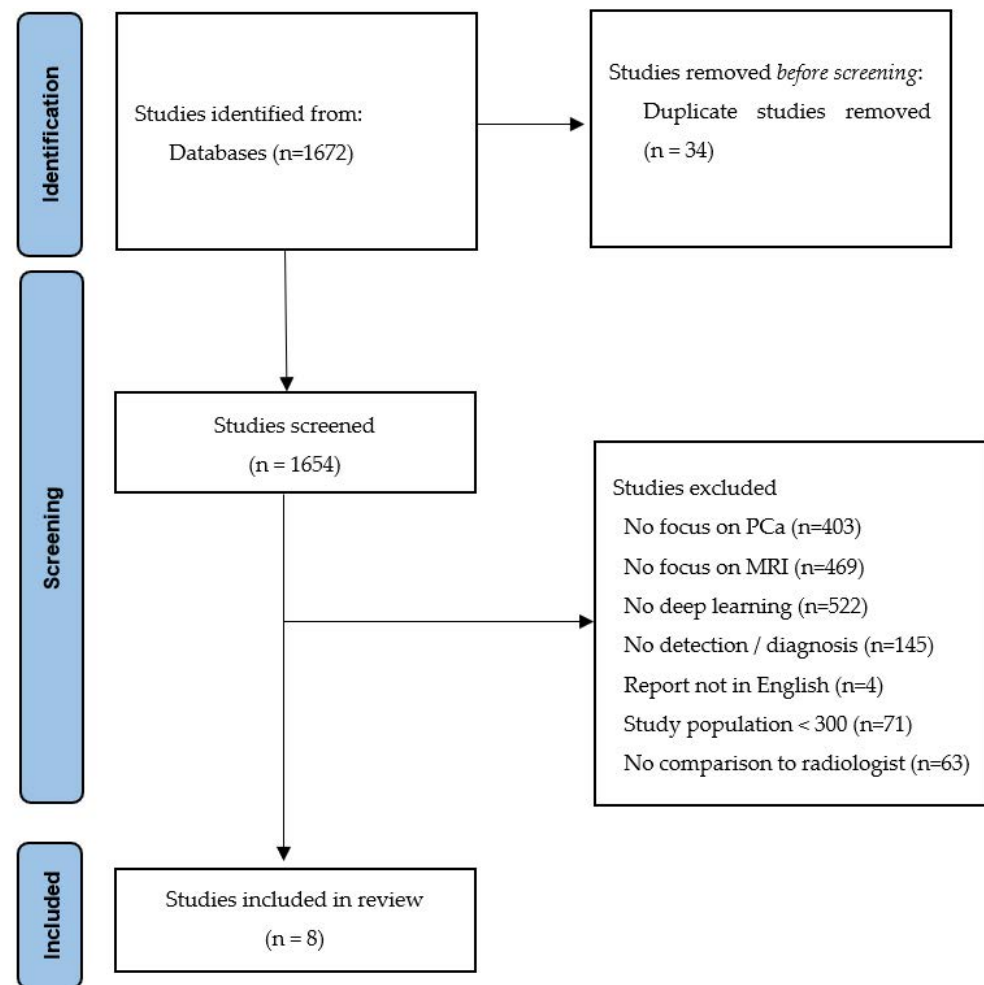 Identification
Studies identified from:
Databases (n=1672)
Studies removed before screening:
Duplicate studies removed
(n = 34)
Screening
Studies screened
(n = 1654)
Studies excluded
No focus on PCa (n=403)
No focus on MRI (n=469)
No deep learning (n=522)
No detection / diagnosis (n=145)
Report not in English (n=4)
Study population < 300 (n=71)
No comparison to radiologist (n=63)
Included
Studies included in review
(n = 8)